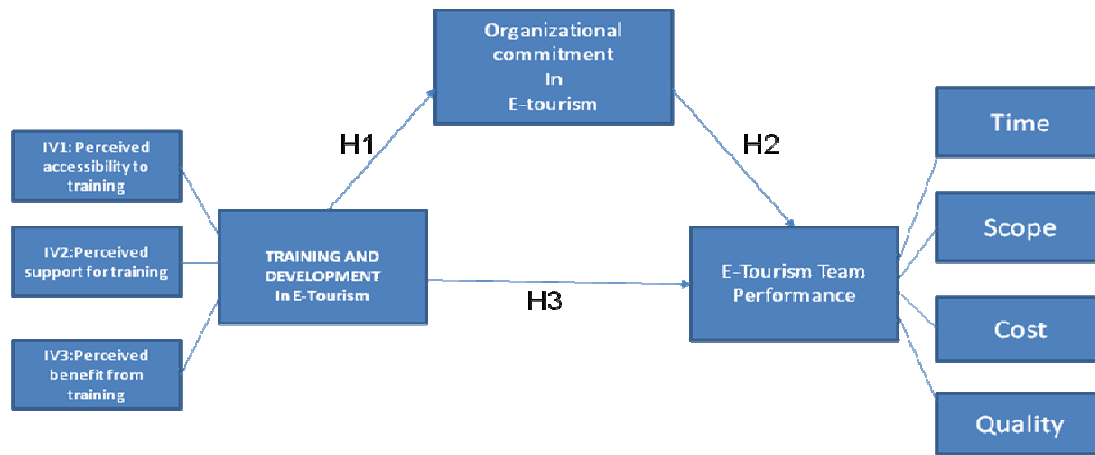 Organizational
commitment
In
E-tourism
H1
H2
IV1: Perceived
accessibility to
training
IV2:Perceived
support for training
IV3:Perceived
benefit from
training
TRAINING AND
DEVELOPMENT
In E-Tourism
H3
E-Tourism Team
Performance
Time
Scope
Cost
Quality